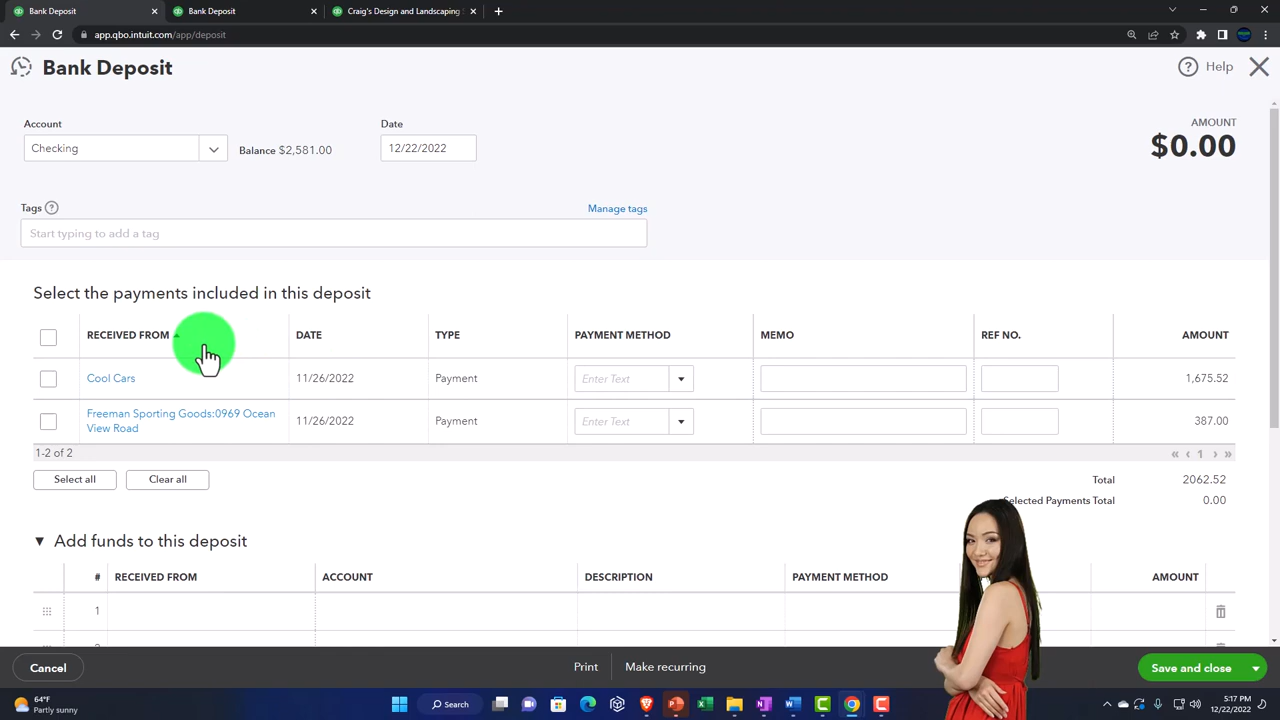 Bank Deposit
Bank Deposit
Craig's Design and Landscaping S
app.qbo.intuit.com/app/deposit
Bank Deposit
Help
Account
Date
AMOUNT
Checking
Balance $2,581.00
12/22/2022
$0.00
Tags
Manage tags
Start typing to add a tag
Select the payments included in this deposit
RECEIVED FROM DATE TYPE PAYMENT METHOD MEMO REF NO. AMOUNT
Cool Cars 11/26/2022 Payment Enter Text 1,675.52
Freeman Sporting Goods:0969 Ocean
View Road
11/26/2022 Payment Enter Text 387.00
1-2 of 2
« ‹ 1 › »
Select all Clear all
Total 2062.52
Selected Payments Total 0.00
Add funds to this deposit
# RECEIVED FROM ACCOUNT DESCRIPTION PAYMENT METHOD AMOUNT
1
Cancel
Print
Make recurring
Save and close
64°F
Partly sunny
Search
5:17 PM
12/22/2022